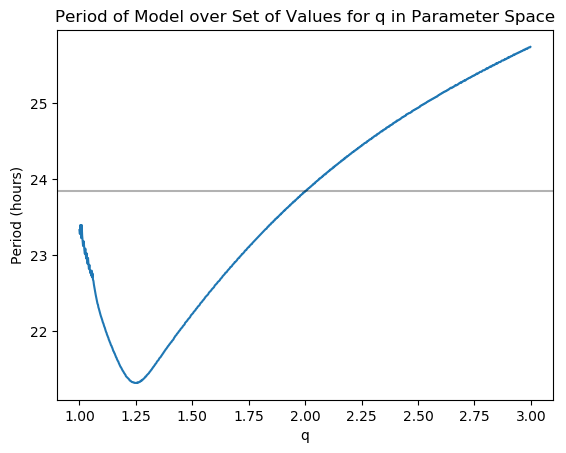 Period of Model over Set of Values for q in Parameter Space
Period (hours)
25
24
23
22
1.00 1.25 1.50 1.75 2.00 2.25 2.50 2.75 3.00
q